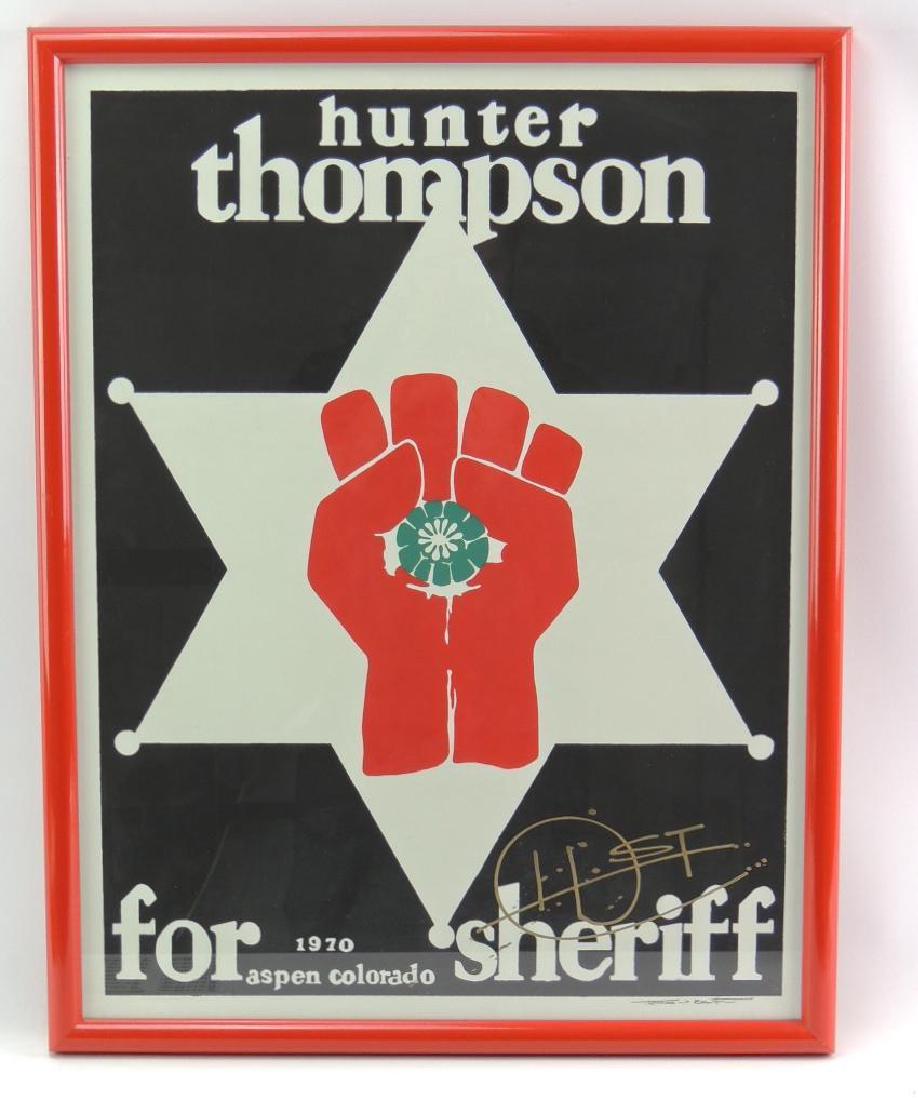 hunter
thompson
HST
for 1970 sheriff
aspen colorado